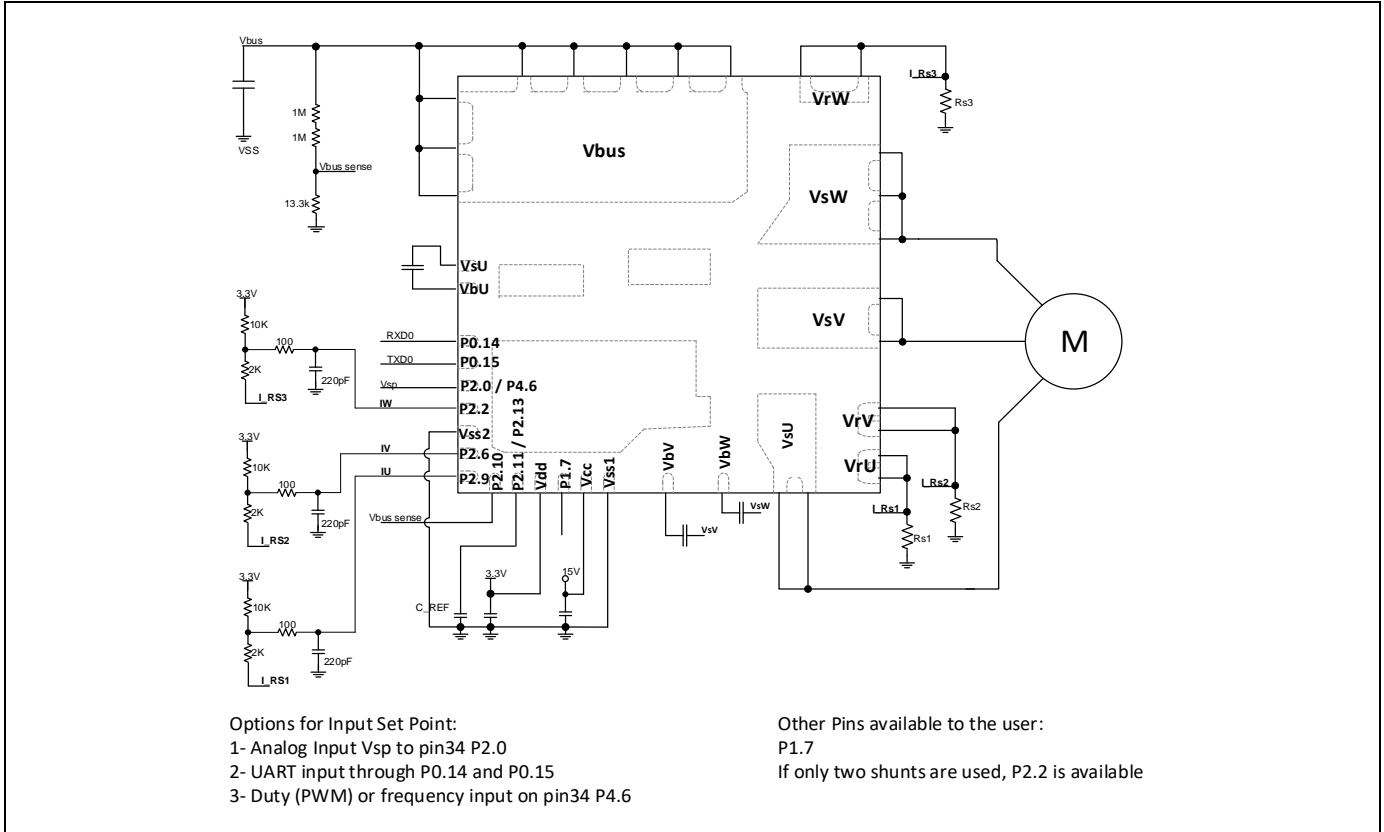 Vbus
I_Rs3
Rs3
VrW
1M
1M
VSS
Vbus sense
13.3k
Vbus
VsW
VsU
VbU
3.3V
10K
100
2K
220pF
I_RS3
RXD0
P0.14
TXD0
P0.15
Vsp
P2.0 / P4.6
IW
P2.2
VsV
M
Vss2
3.3V
10K
IV
P2.6
100
IU
P2.9
2K
220pF
I_RS2
P2.10
P2.11 / P2.13
Vdd
P1.7
Vcc
Vss1
VbV
VbW
VsU
VrV
VrU
I_Rs2
I_Rs1
Rs2
Rs1
Vbus sense
VsW
VsV
3.3V
15V
C_REF
3.3V
10K
100
2K
220pF
I_RS1
Options for Input Set Point:
1- Analog Input Vsp to pin34 P2.0
2- UART input through P0.14 and P0.15
3- Duty (PWM) or frequency input on pin34 P4.6
Other Pins available to the user:
P1.7
If only two shunts are used, P2.2 is available